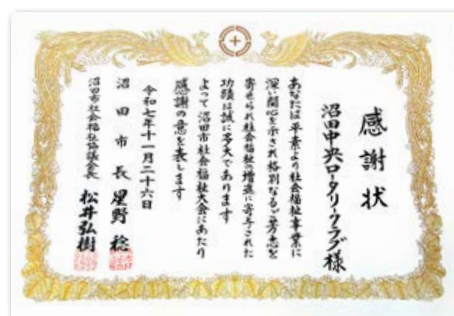 感謝状
沼田中央ロータリークラブ様
あなたは平素より社会福祉事業に
深い関心を示され格別なるご芳志を
寄せられ社会福祉増進に寄与された
功績は誠に多大であります
よって沼田市社会福祉大会にあたり
感謝の意を表します
令和七年十一月二十六日
沼田市長 星野稔
沼田市社会福祉協議会長 松井弘樹